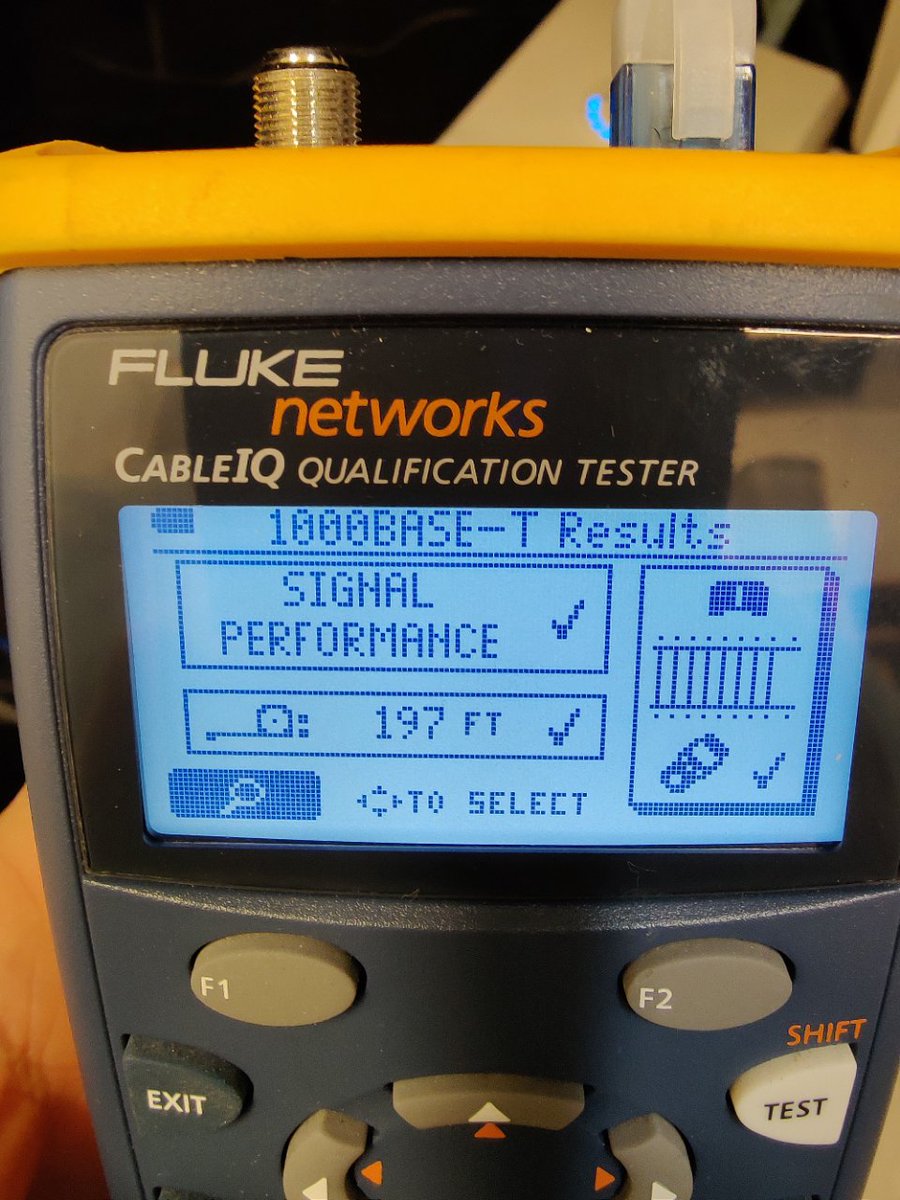 FLUKE
networks
CABLEIQ QUALIFICATION TESTER
1000BASE-T Results
SIGNAL
PERFORMANCE
197 FT
TO SELECT
F1
F2
SHIFT
EXIT
TEST